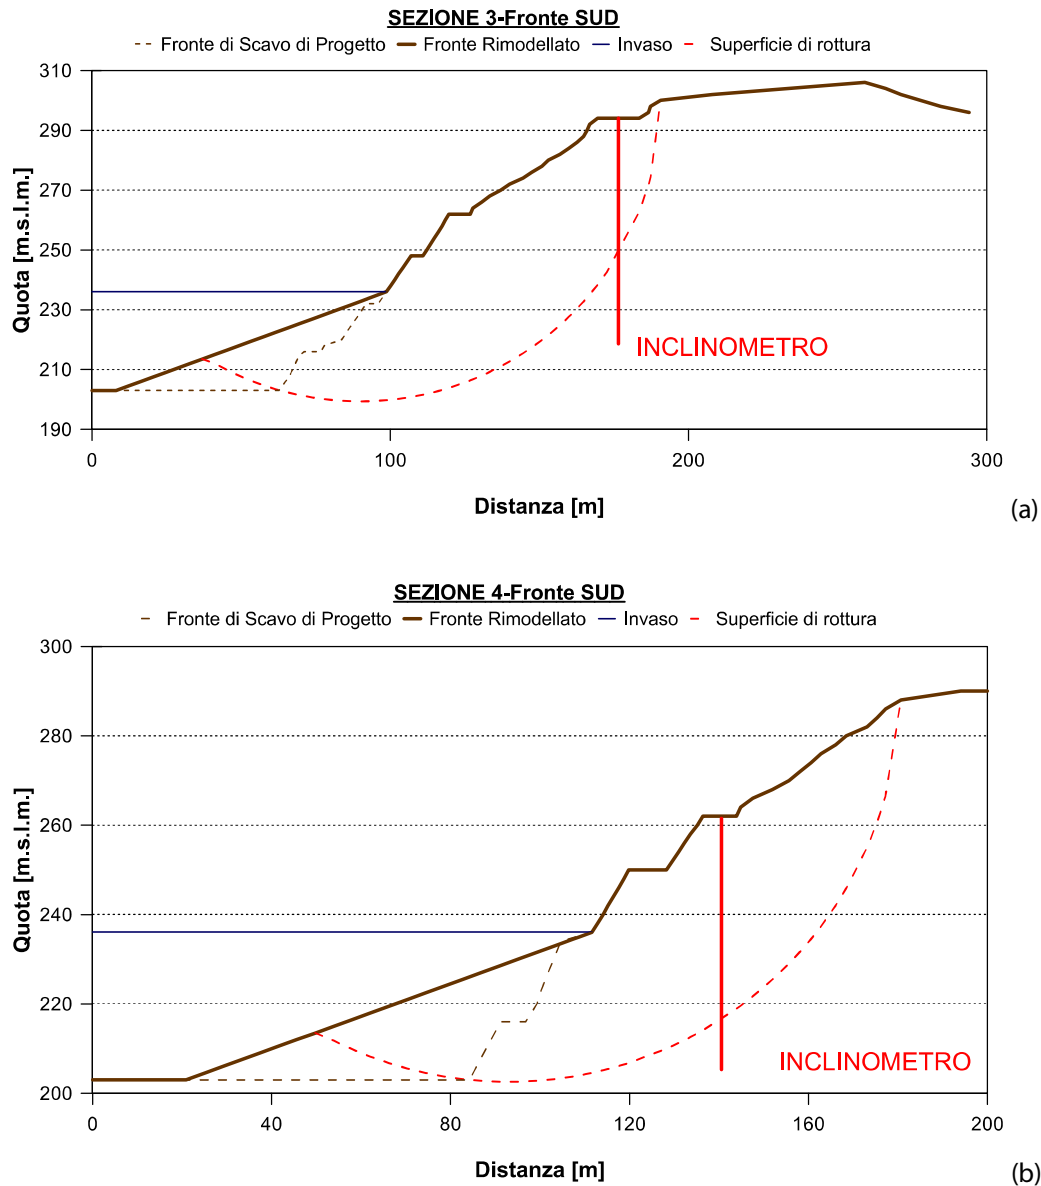 SEZIONE 3-Fronte SUD
Fronte di Scavo di Progetto Fronte Rimodellato Invaso Superficie di rottura
310
290
270
250
230
210
190
Quota [m.s.l.m.]
INCLINOMETRO
0 100 200 300
Distanza [m]
(a)
SEZIONE 4-Fronte SUD
Fronte di Scavo di Progetto Fronte Rimodellato Invaso Superficie di rottura
300
280
260
240
220
200
Quota [m.s.l.m.]
INCLINOMETRO
0 40 80 120 160 200
Distanza [m]
(b)